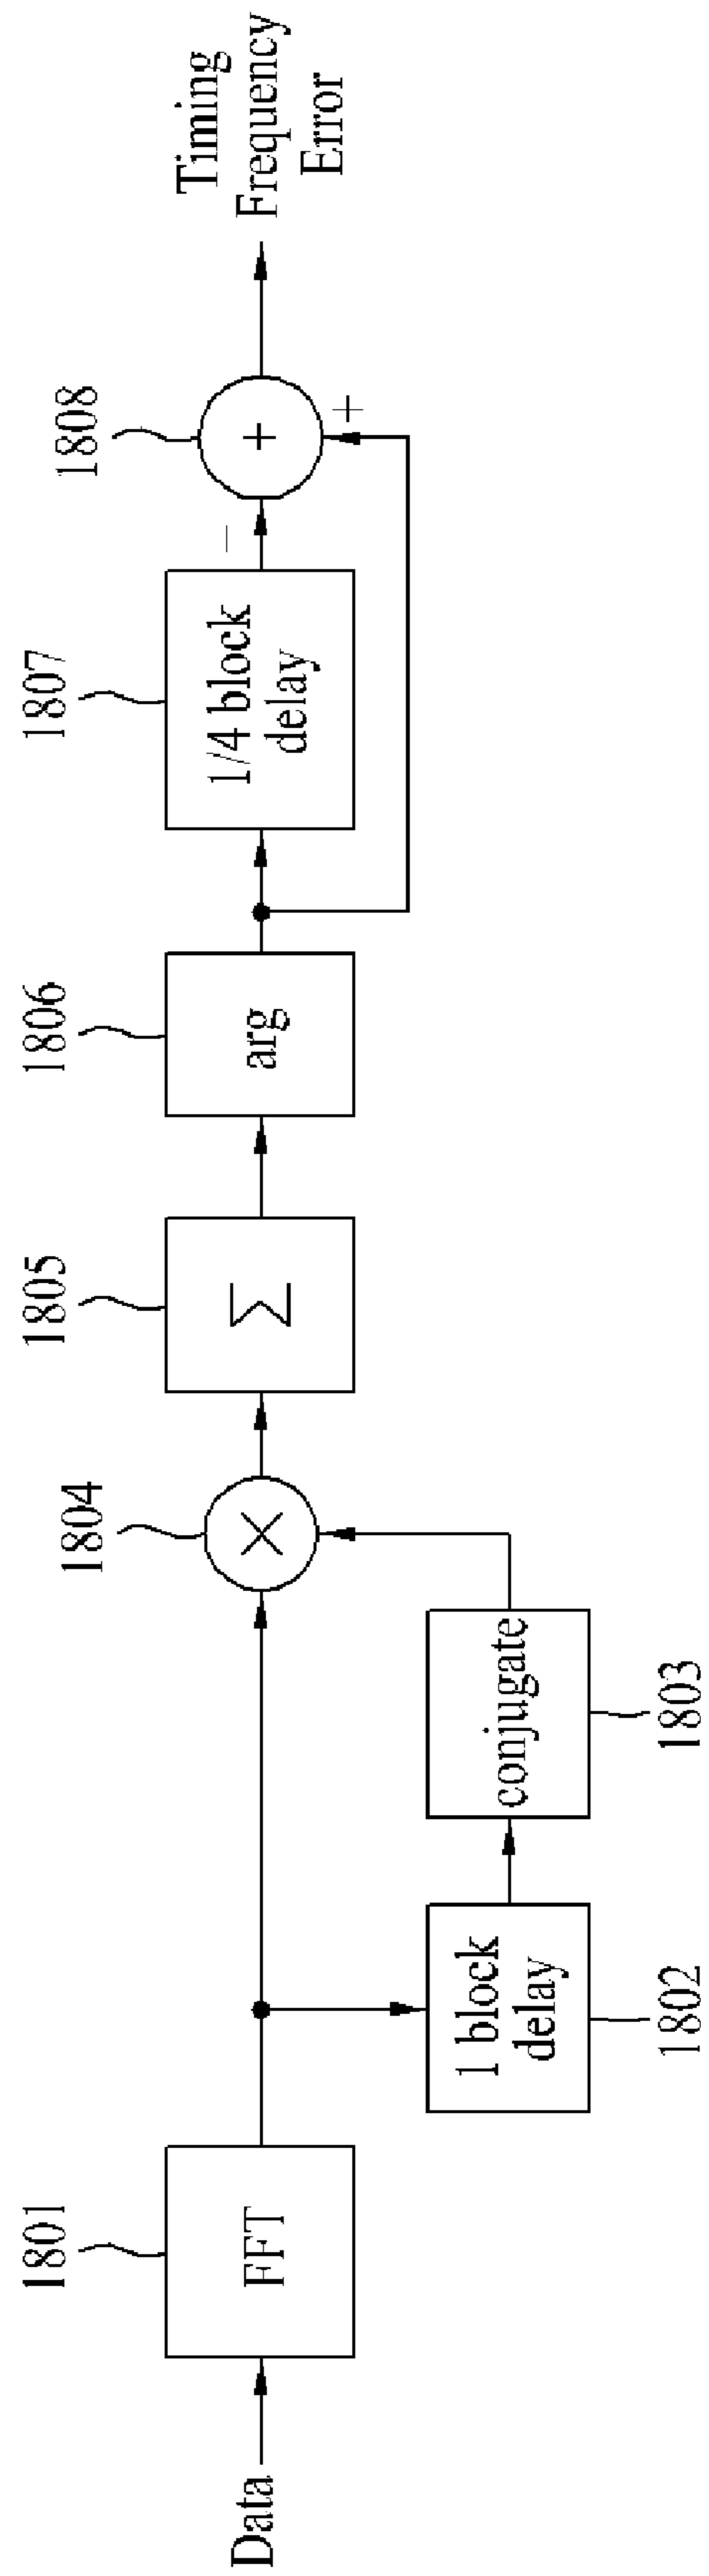 Data
1801
FFT
1 block
delay
1802
conjugate
1803
1804
×
1805
Σ
1806
arg
1807
1/4 block
delay
−
1808
+
+
Timing
Frequency
Error